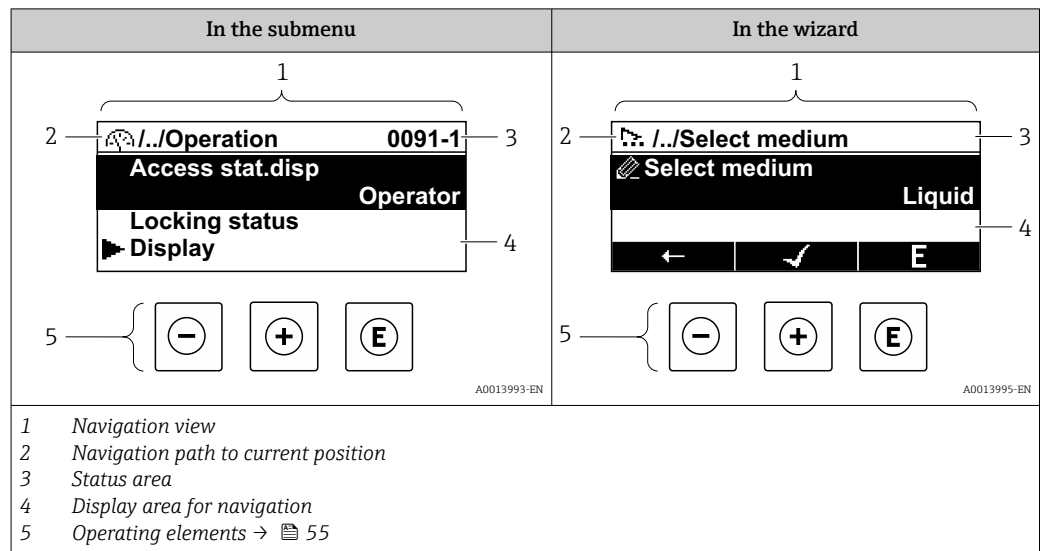 In the submenu
In the wizard
1
2
/../Operation 0091-1
3
Access stat.disp
Operator
Locking status
Display
4
5
- + E
A0013993-EN
1
2
/../Select medium
3
Select medium
Liquid
4
← ✓ E
5
- + E
A0013995-EN
1 Navigation view
2 Navigation path to current position
3 Status area
4 Display area for navigation
5 Operating elements → 55